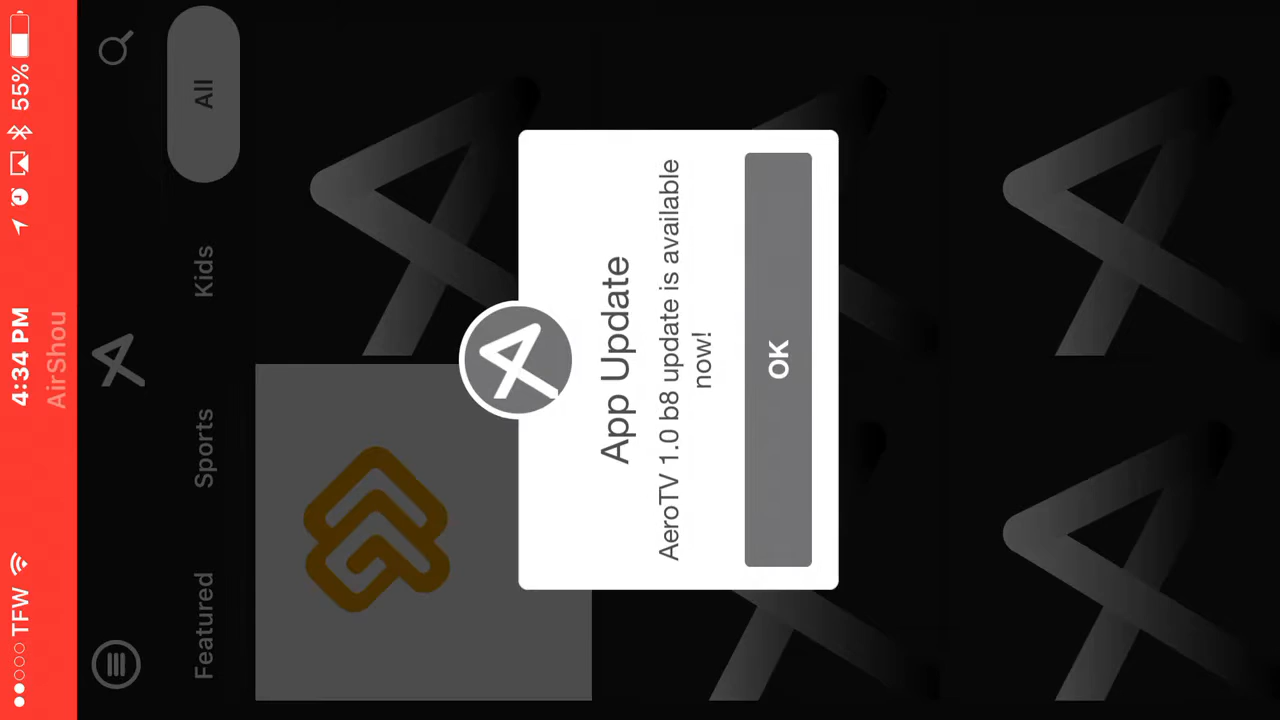 TFW 4:34 PM 55%
AirShou
Featured Sports Kids All
App Update
AeroTV 1.0 b8 update is available
now!
OK